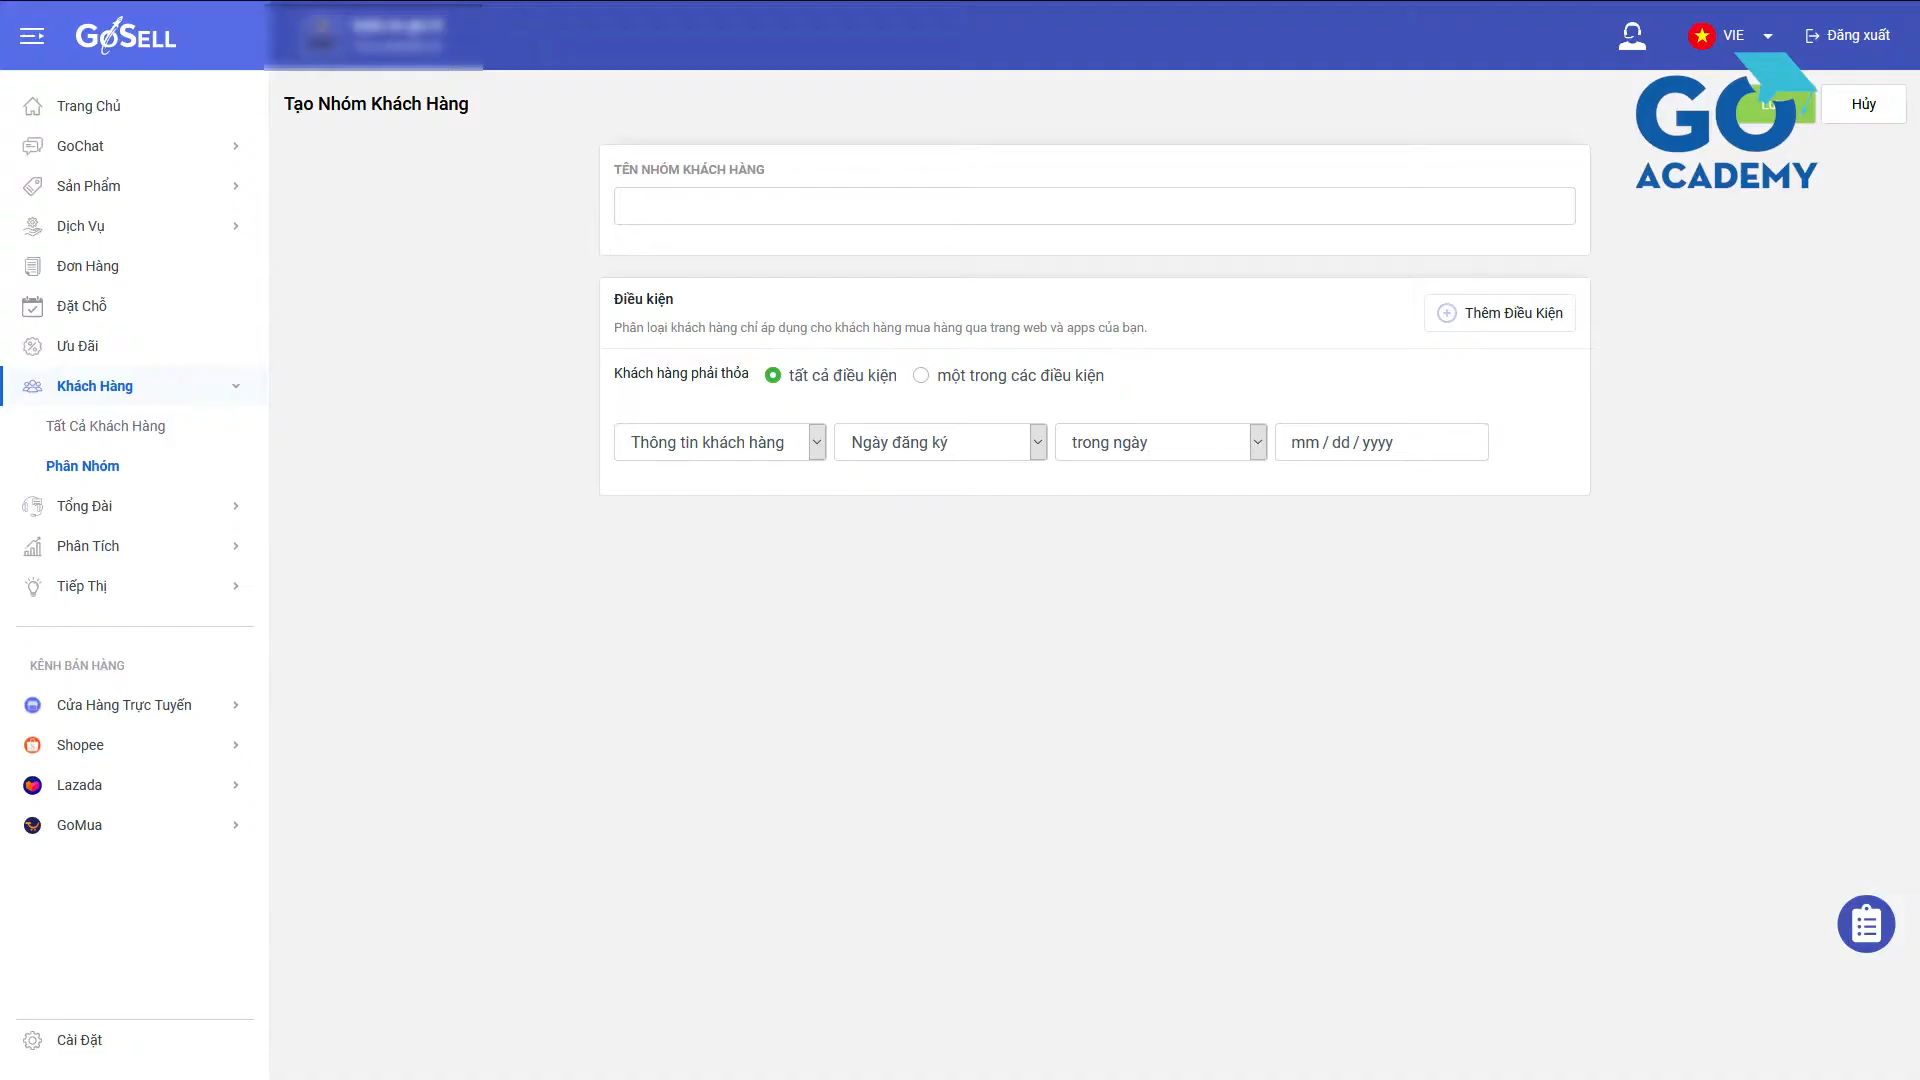 GoSELL
VIE
Đăng xuất
Trang Chủ
GoChat
Sản Phẩm
Dịch Vụ
Đơn Hàng
Đặt Chỗ
Ưu Đãi
Khách Hàng
Tất Cả Khách Hàng
Phân Nhóm
Tổng Đài
Phân Tích
Tiếp Thị
KÊNH BÁN HÀNG
Cửa Hàng Trực Tuyến
Shopee
Lazada
GoMua
Cài Đặt
Tạo Nhóm Khách Hàng
GO
ACADEMY
Hủy
TÊN NHÓM KHÁCH HÀNG
Điều kiện
Phân loại khách hàng chỉ áp dụng cho khách hàng mua hàng qua trang web và apps của bạn.
Thêm Điều Kiện
Khách hàng phải thỏa tất cả điều kiện một trong các điều kiện
Thông tin khách hàng Ngày đăng ký trong ngày mm / dd / yyyy